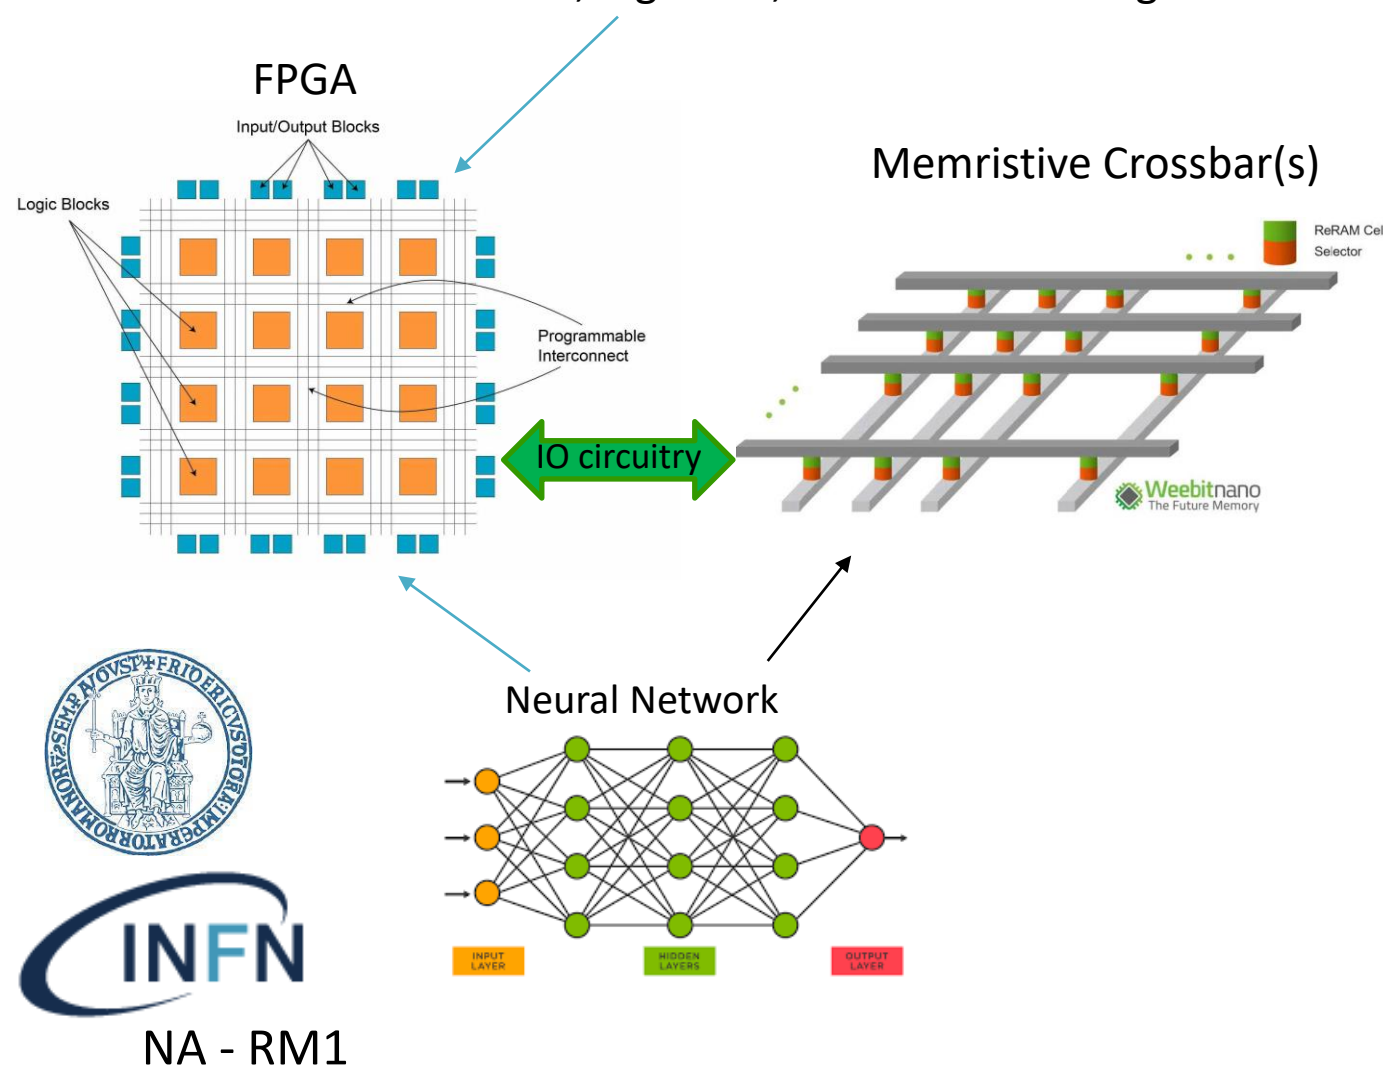 FPGA
Input/Output Blocks
Logic Blocks
Programmable
Interconnect
Memristive Crossbar(s)
ReRAM Cel
Selector
IO circuitry
Weebitnano
The Future Memory
Neural Network
INPUT
LAYER
HIDDEN
LAYERS
OUTPUT
LAYER
INFN
NA - RM1